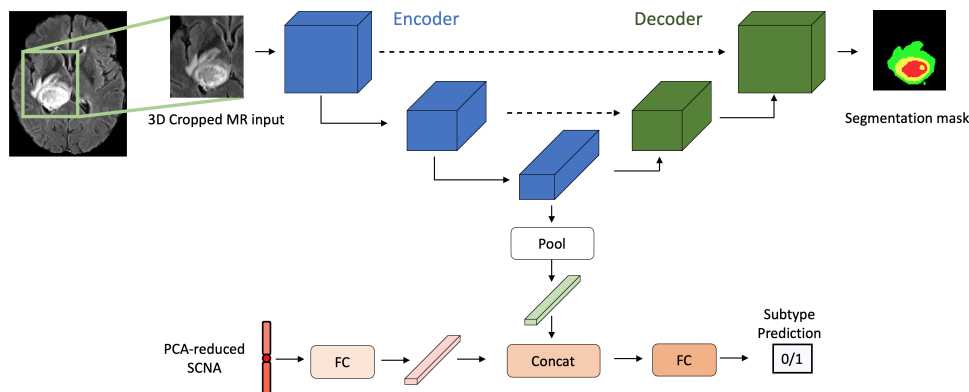 Encoder
Decoder
3D Cropped MR input
Segmentation mask
Pool
Subtype
Prediction
PCA-reduced
SCNA
FC
Concat
FC
0/1